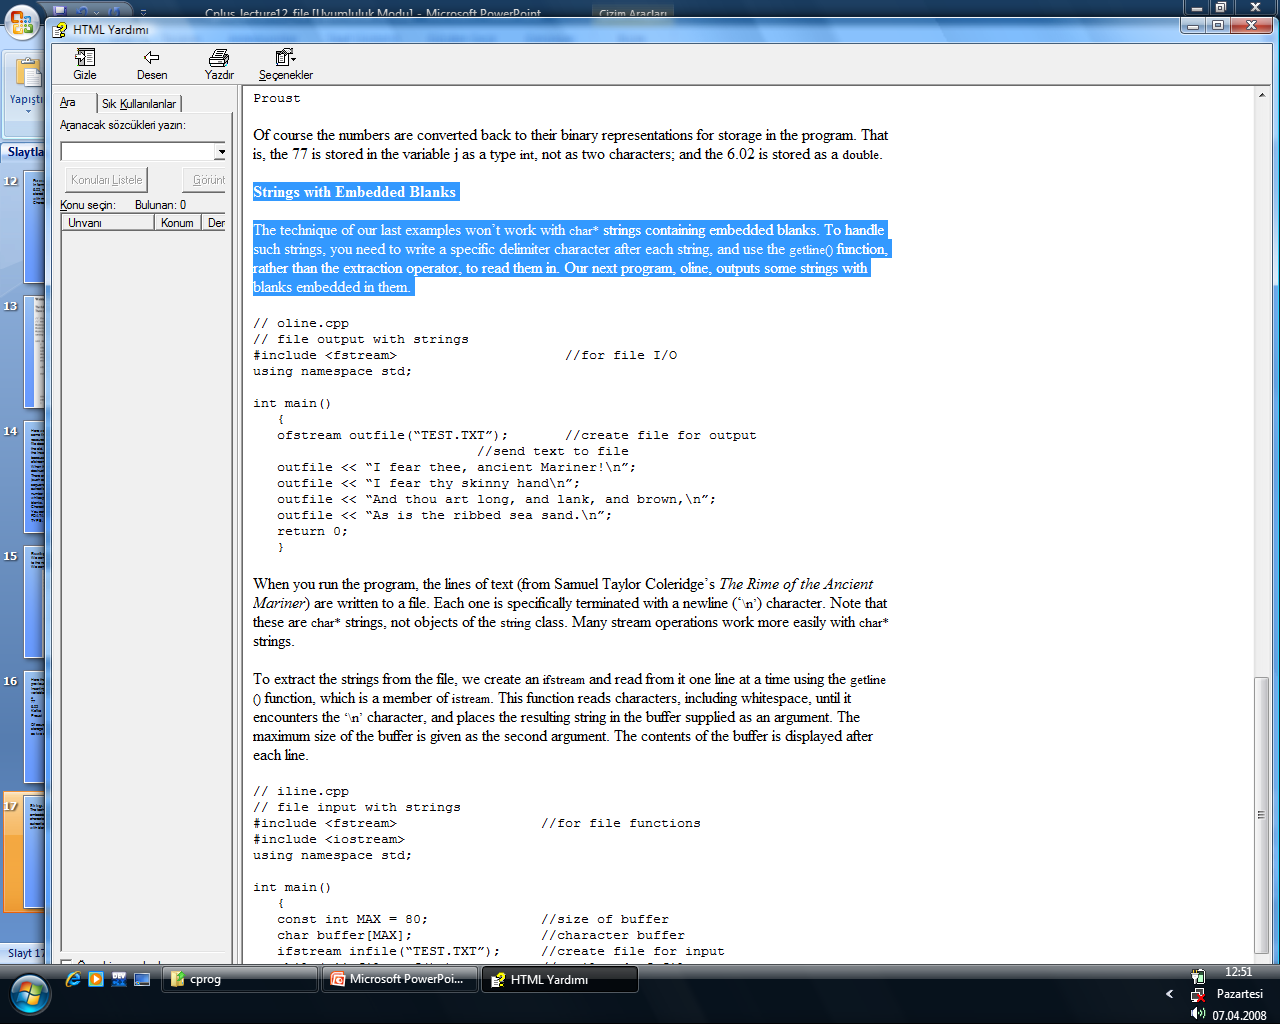 Cplus_lecture12_file [Uyumluluk Modu] - Microsoft PowerPoint
Çizim Araçları
HTML Yardımı
Gizle
Desen
Yazdır
Seçenekler
Yapıştı
Slaytla
12
13
14
15
16
17
Slayt 17
Ara
Sık Kullanılanlar
Aranacak sözcükleri yazın:
Konuları Listele
Görünt
Konu seçin:
Bulunan: 0
Unvanı
Konum
Der
Proust
Of course the numbers are converted back to their binary representations for storage in the program. That
is, the 77 is stored in the variable j as a type int, not as two characters; and the 6.02 is stored as a double.
Strings with Embedded Blanks
The technique of our last examples won’t work with char* strings containing embedded blanks. To handle
such strings, you need to write a specific delimiter character after each string, and use the getline() function,
rather than the extraction operator, to read them in. Our next program, oline, outputs some strings with
blanks embedded in them.
// oline.cpp
// file output with strings
#include <fstream> //for file I/O
using namespace std;
int main()
{
ofstream outfile(“TEST.TXT”); //create file for output
//send text to file
outfile << “I fear thee, ancient Mariner!\n”;
outfile << “I fear thy skinny hand\n”;
outfile << “And thou art long, and lank, and brown,\n”;
outfile << “As is the ribbed sea sand.\n”;
return 0;
}
When you run the program, the lines of text (from Samuel Taylor Coleridge’s The Rime of the Ancient
Mariner) are written to a file. Each one is specifically terminated with a newline (‘\n’) character. Note that
these are char* strings, not objects of the string class. Many stream operations work more easily with char*
strings.
To extract the strings from the file, we create an ifstream and read from it one line at a time using the getline
() function, which is a member of istream. This function reads characters, including whitespace, until it
encounters the ‘\n’ character, and places the resulting string in the buffer supplied as an argument. The
maximum size of the buffer is given as the second argument. The contents of the buffer is displayed after
each line.
// iline.cpp
// file input with strings
#include <fstream> //for file functions
#include <iostream>
using namespace std;
int main()
{
const int MAX = 80; //size of buffer
char buffer[MAX]; //character buffer
ifstream infile(“TEST.TXT”); //create file for input
cprog
Microsoft PowerPoi...
HTML Yardımı
12:51
Pazartesi
07.04.2008